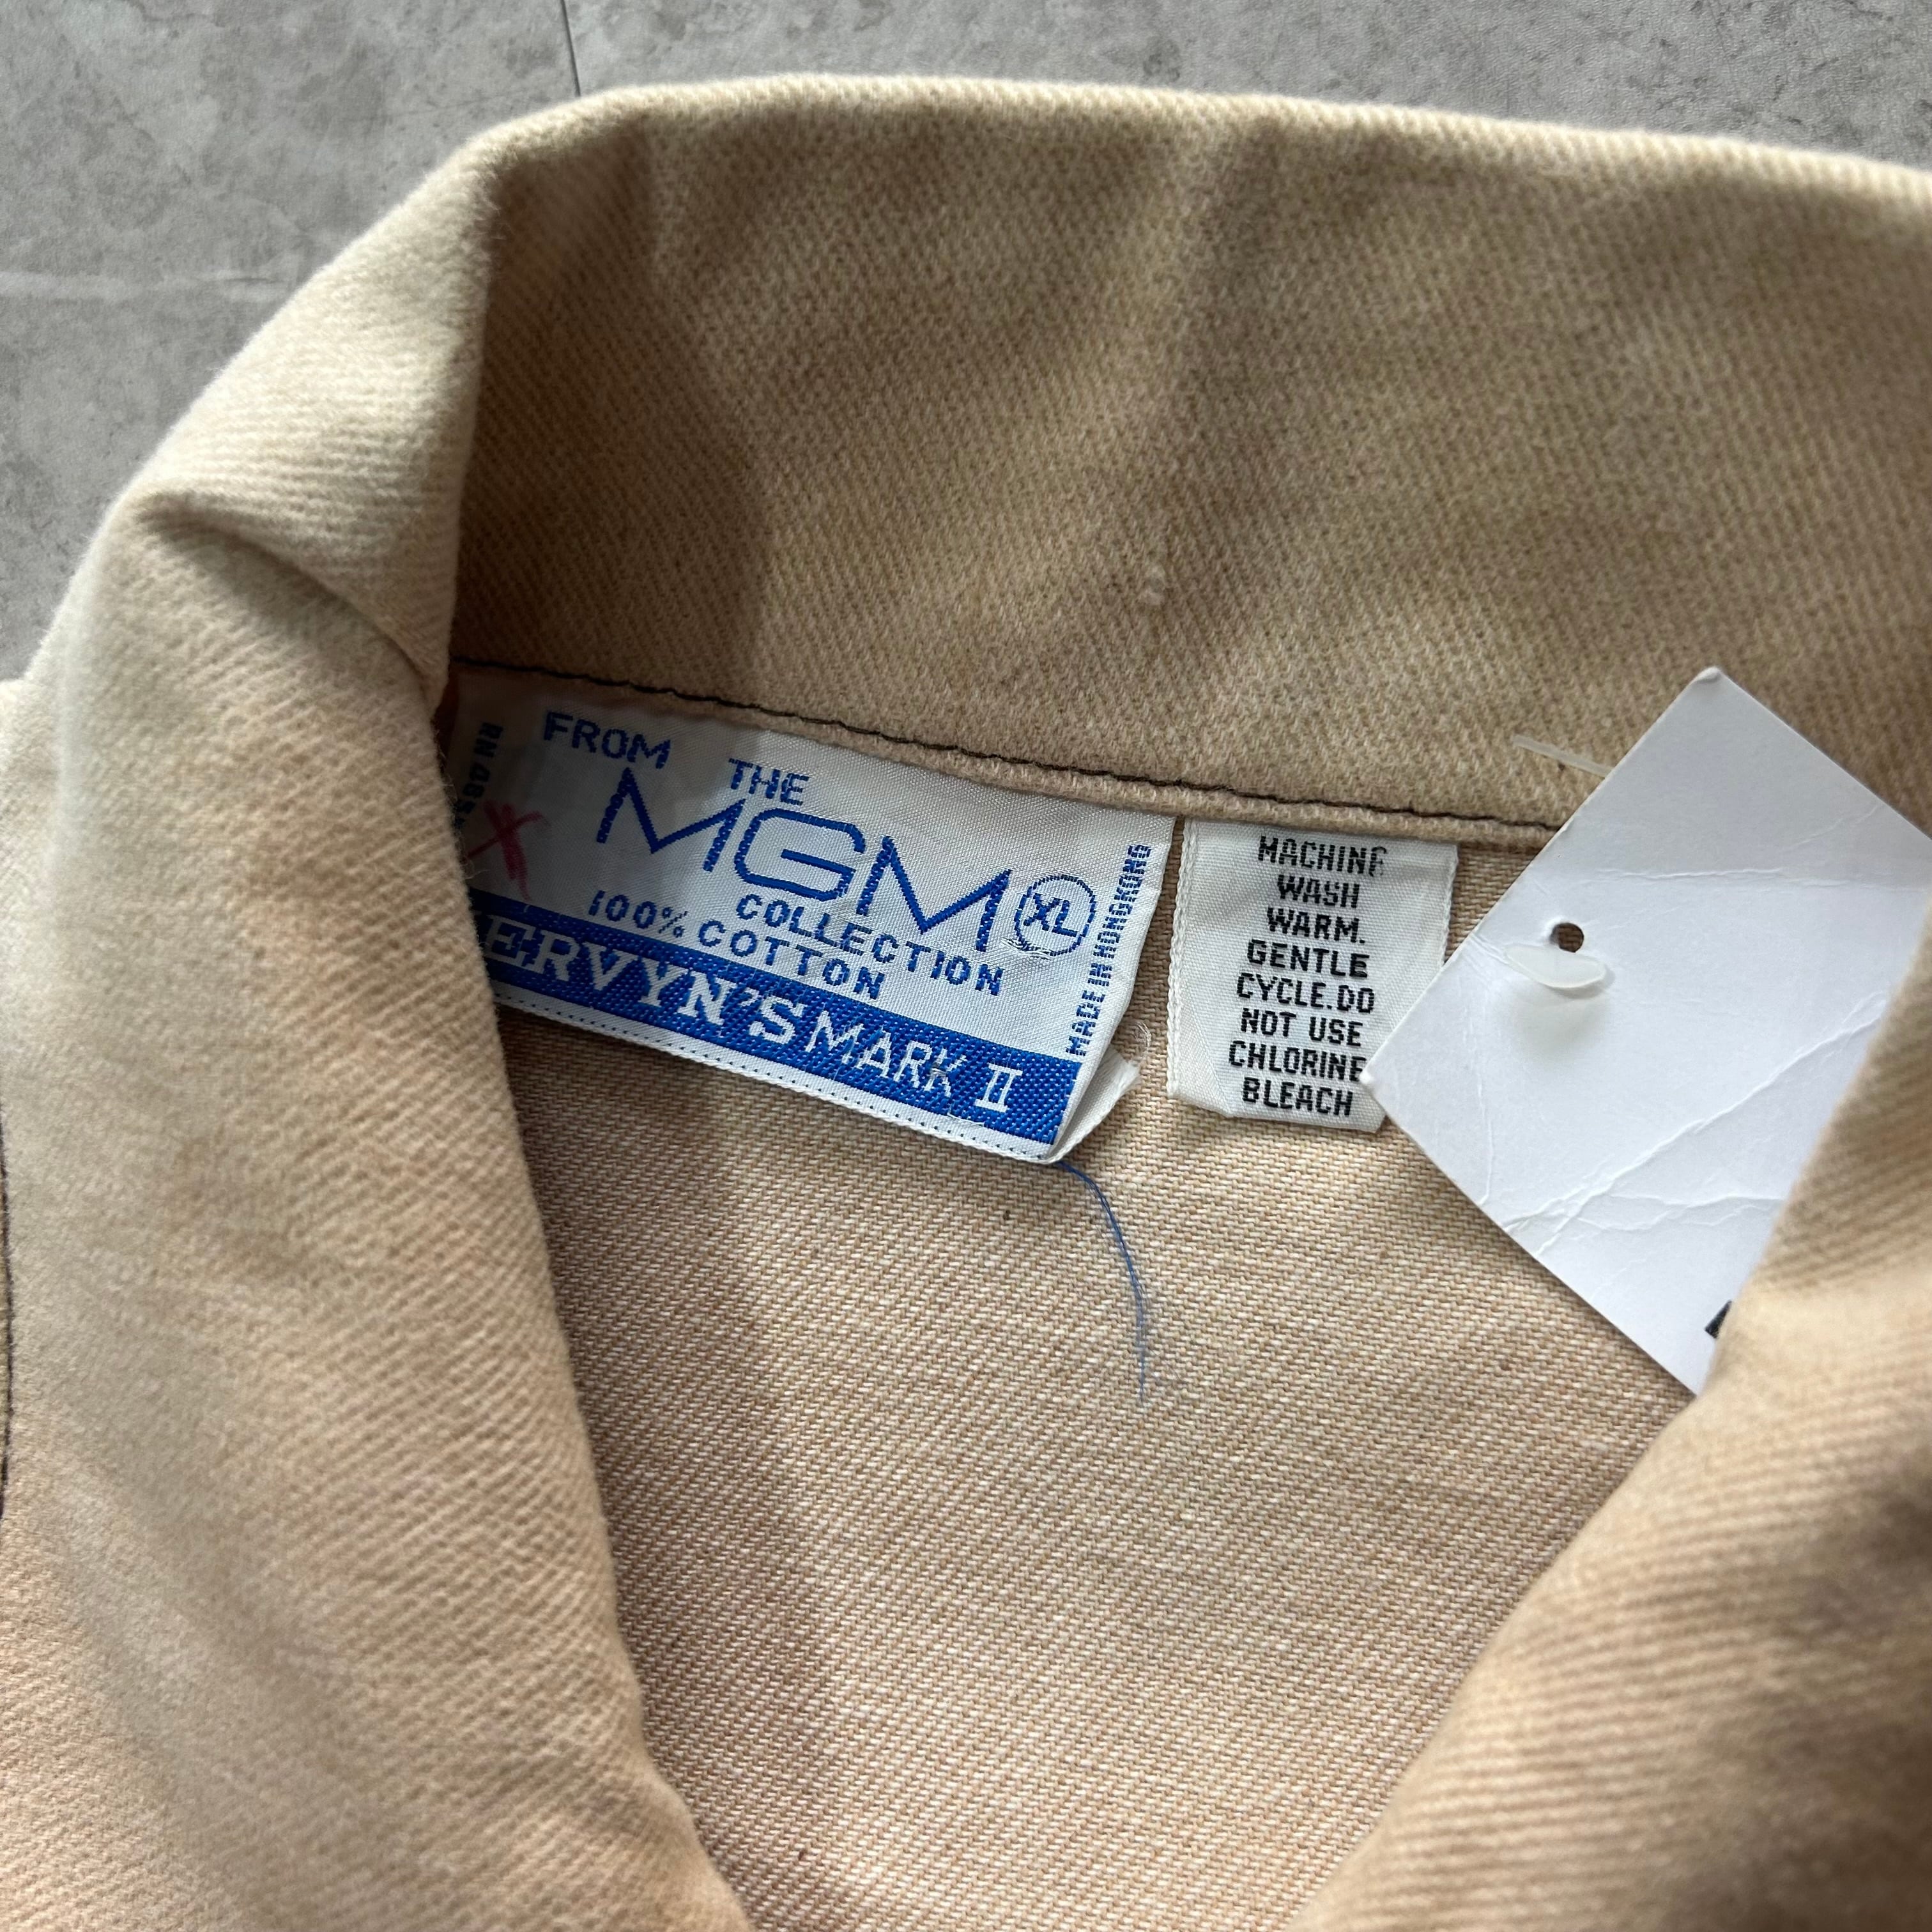 FROM THE
MGM
COLLECTION
100% COTTON
XL
MADE IN HONGKONG
ERVYN'S MARK II
MACHINE
WASH
WARM.
GENTLE
CYCLE.DO
NOT USE
CHLORINE
BLEACH
RN
X